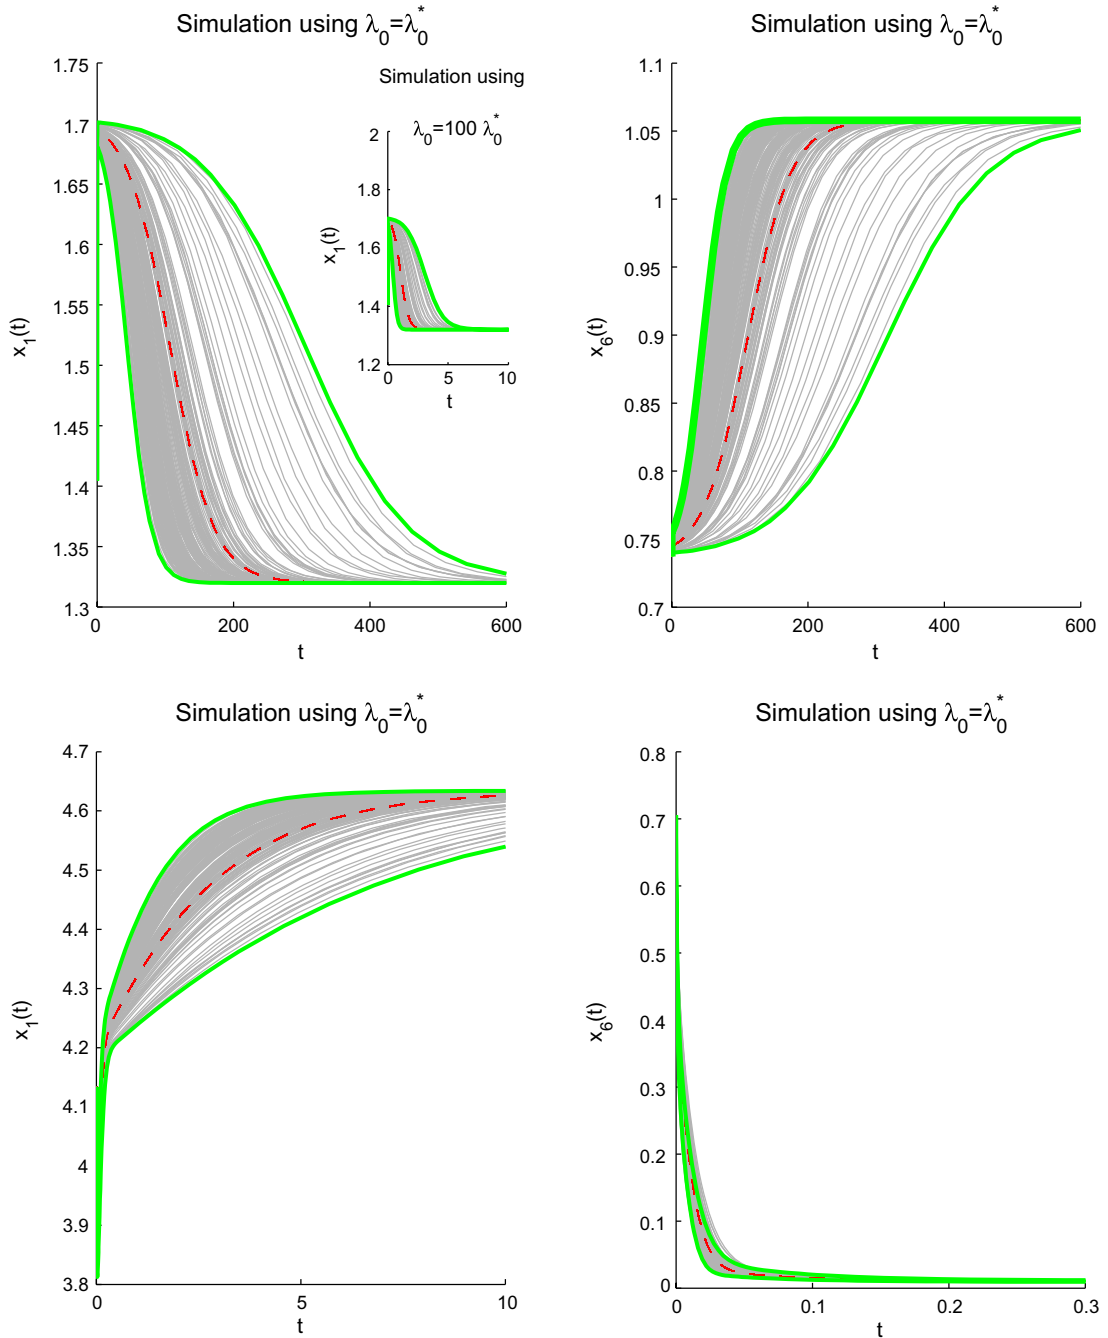 Simulation using λ₀=λ₀*
1.75
1.7
1.65
1.6
1.55
1.5
1.45
1.4
1.35
1.3
x₁(t)
0 200 400 600
t
Simulation using
λ₀=100 λ₀*
2
1.8
1.6
1.4
1.2
x₁(t)
0 5 10
t
Simulation using λ₀=λ₀*
1.1
1.05
1
0.95
0.9
0.85
0.8
0.75
0.7
x₆(t)
0 200 400 600
t
Simulation using λ₀=λ₀*
4.7
4.6
4.5
4.4
4.3
4.2
4.1
4
3.9
3.8
x₁(t)
0 5 10
t
Simulation using λ₀=λ₀*
0.8
0.7
0.6
0.5
0.4
0.3
0.2
0.1
0
x₆(t)
0 0.1 0.2 0.3
t